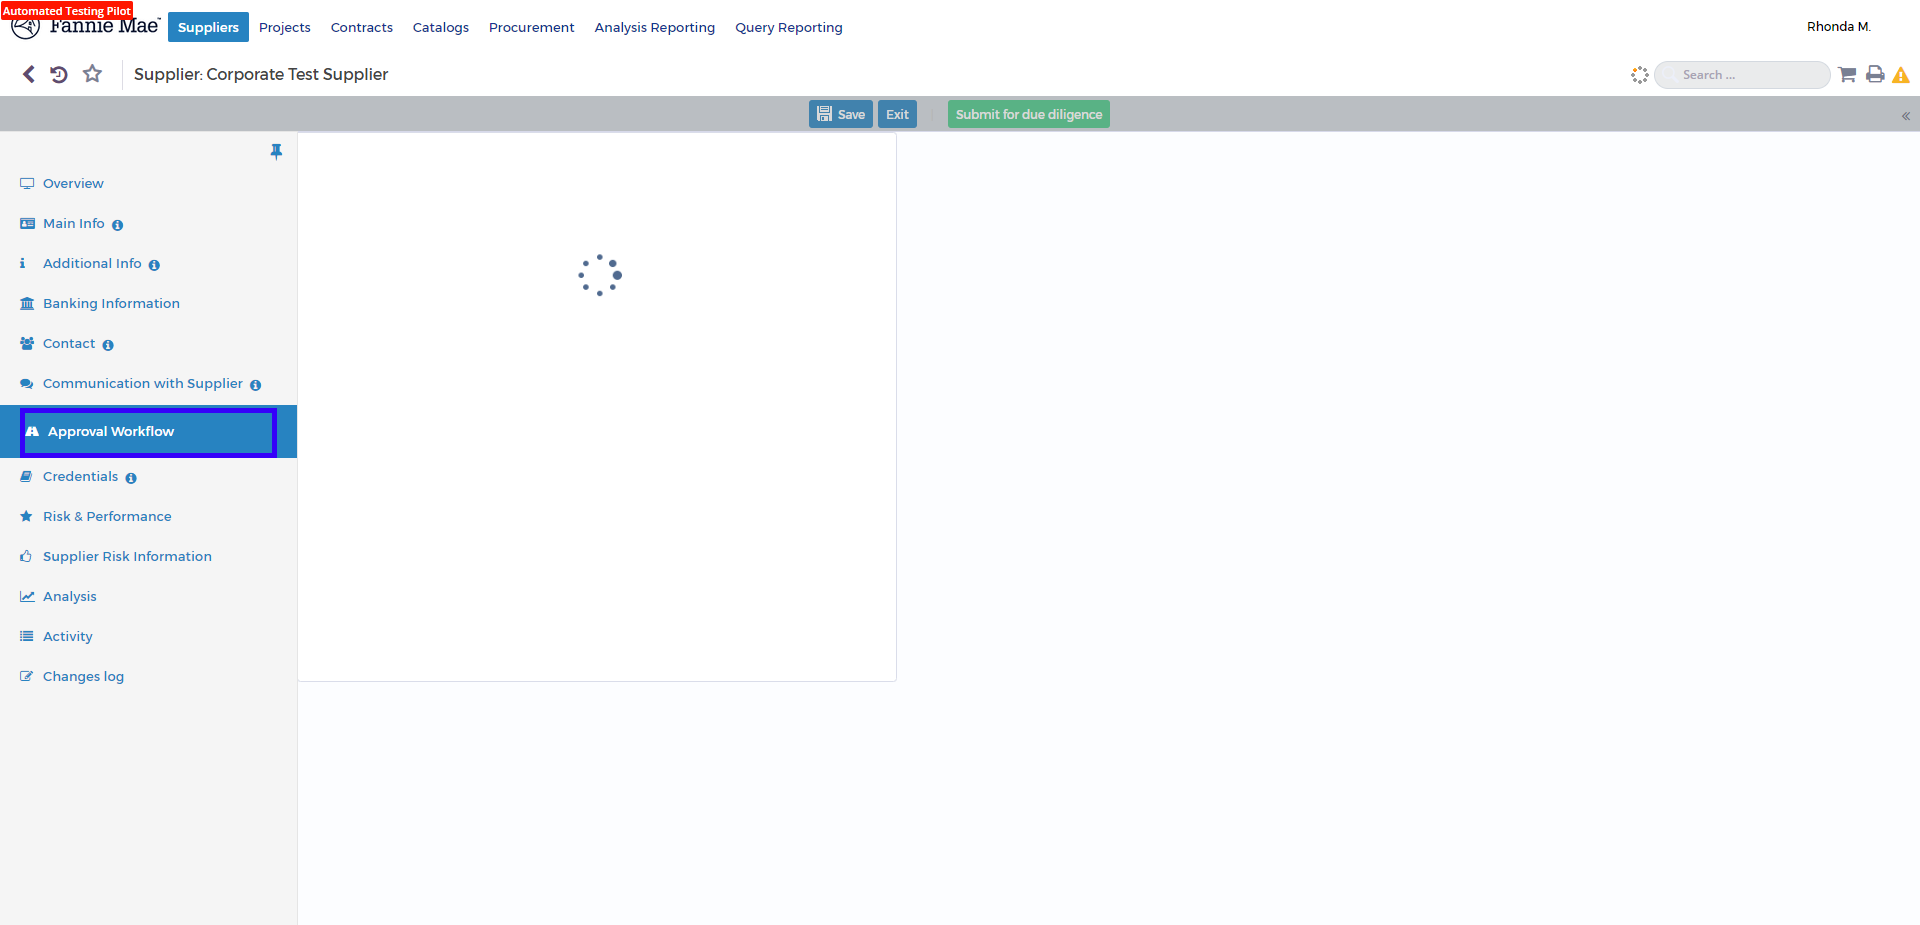 Automated Testing Pilot
Fannie Mae
Suppliers
Projects
Contracts
Catalogs
Procurement
Analysis Reporting
Query Reporting
Rhonda M.
Supplier: Corporate Test Supplier
Search ...
Save
Exit
Submit for due diligence
Overview
Main Info
Additional Info
Banking Information
Contact
Communication with Supplier
Approval Workflow
Credentials
Risk & Performance
Supplier Risk Information
Analysis
Activity
Changes log